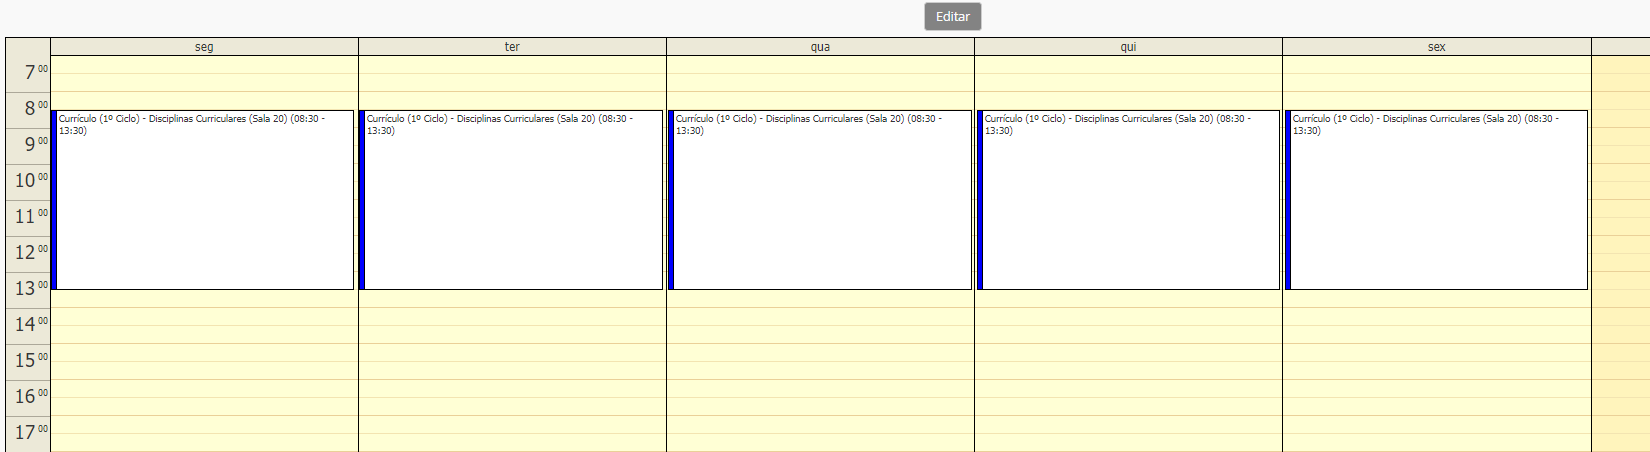 Editar
seg ter qua qui sex
7 00
8 00
Currículo (1º Ciclo) - Disciplinas Curriculares (Sala 20) (08:30 -
13:30)
Currículo (1º Ciclo) - Disciplinas Curriculares (Sala 20) (08:30 -
13:30)
Currículo (1º Ciclo) - Disciplinas Curriculares (Sala 20) (08:30 -
13:30)
Currículo (1º Ciclo) - Disciplinas Curriculares (Sala 20) (08:30 -
13:30)
Currículo (1º Ciclo) - Disciplinas Curriculares (Sala 20) (08:30 -
13:30)
9 00
10 00
11 00
12 00
13 00
14 00
15 00
16 00
17 00